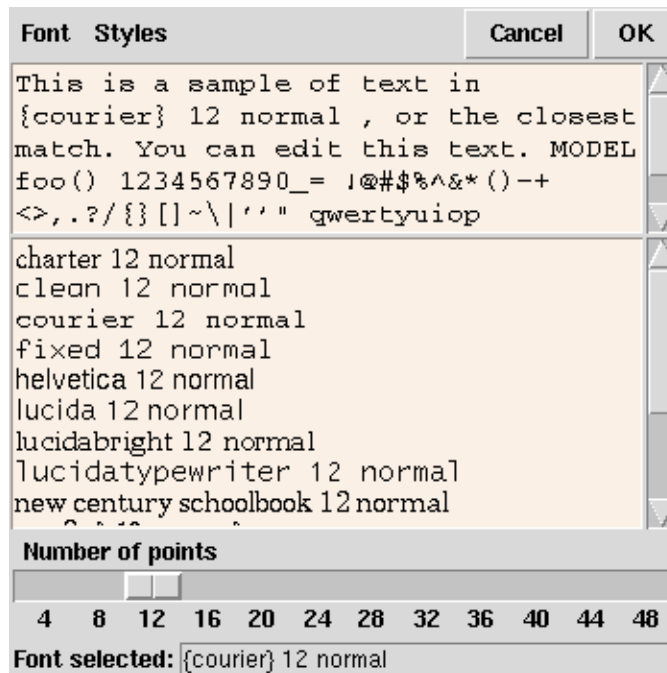 Font Styles Cancel OK
This is a sample of text in
{courier} 12 normal , or the closest
match. You can edit this text. MODEL
foo() 1234567890_= !@#$%^&*()-+
<>,.?/{}[]~\|''" qwertyuiop
charter 12 normal
clean 12 normal
courier 12 normal
fixed 12 normal
helvetica 12 normal
lucida 12 normal
lucidabright 12 normal
lucidatypewriter 12 normal
new century schoolbook 12 normal
Number of points
4 8 12 16 20 24 28 32 36 40 44 48
Font selected: {courier} 12 normal